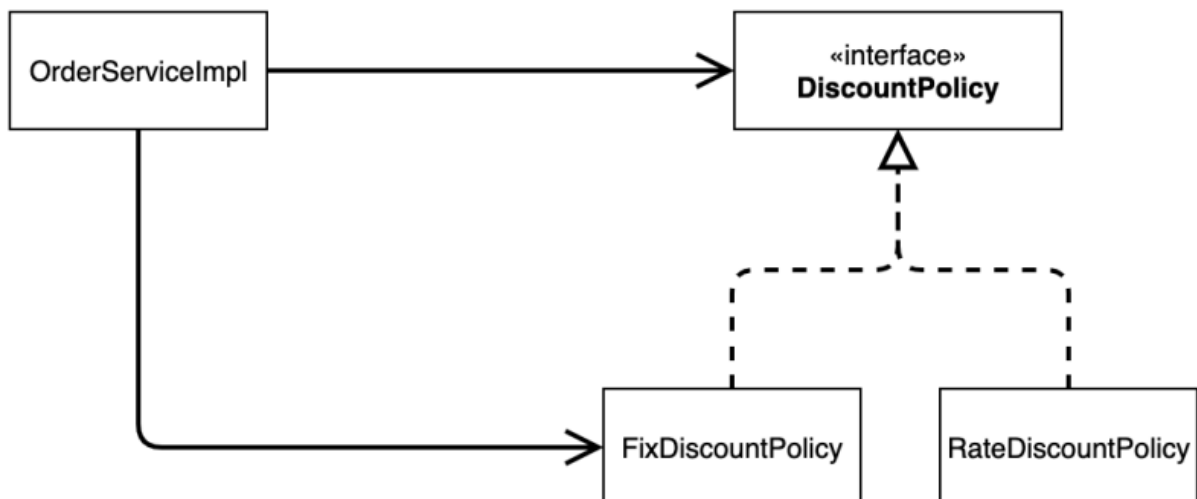 OrderServiceImpl
«interface»
DiscountPolicy
FixDiscountPolicy
RateDiscountPolicy